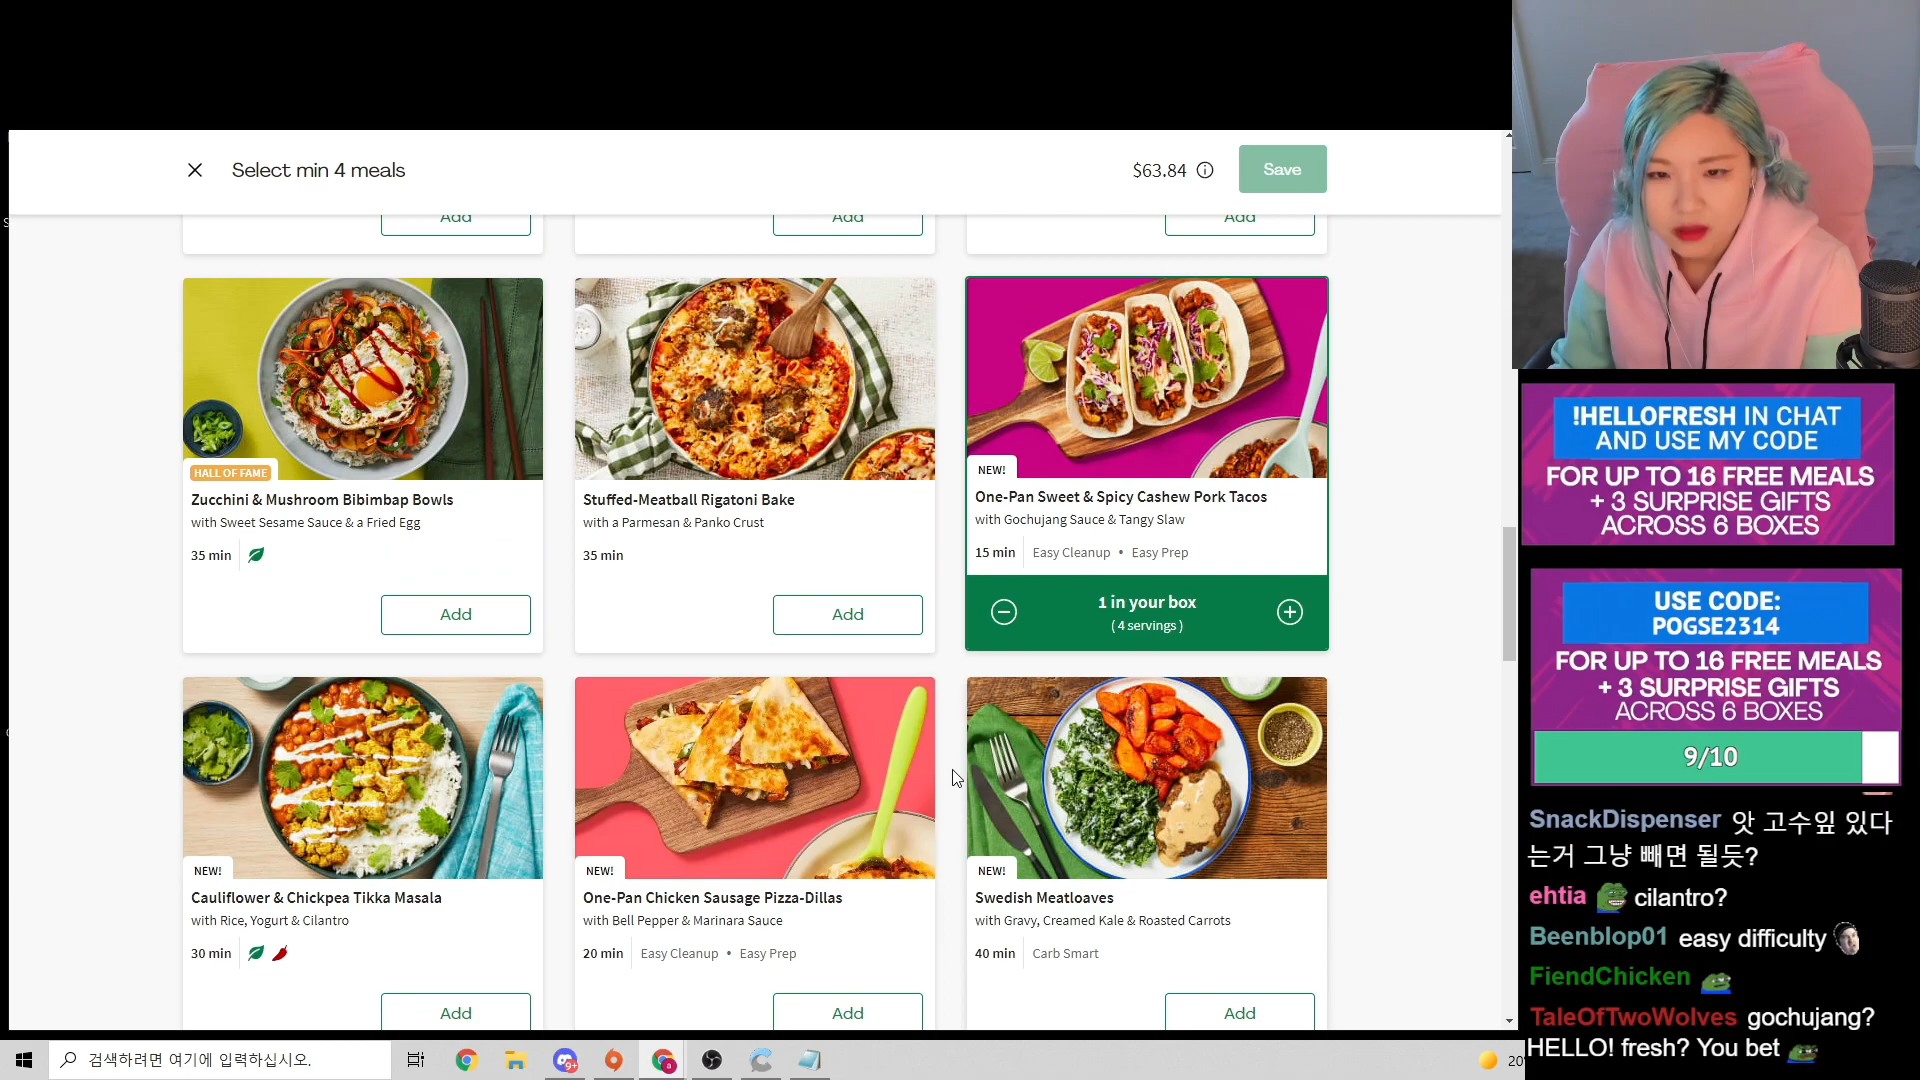 Select min 4 meals
$63.84
Save
Add
Add
Add
HALL OF FAME
Zucchini & Mushroom Bibimbap Bowls
with Sweet Sesame Sauce & a Fried Egg
35 min
Add
Stuffed-Meatball Rigatoni Bake
with a Parmesan & Panko Crust
35 min
Add
NEW!
One-Pan Sweet & Spicy Cashew Pork Tacos
with Gochujang Sauce & Tangy Slaw
15 min Easy Cleanup • Easy Prep
1 in your box
( 4 servings )
NEW!
Cauliflower & Chickpea Tikka Masala
with Rice, Yogurt & Cilantro
30 min
Add
NEW!
One-Pan Chicken Sausage Pizza-Dillas
with Bell Pepper & Marinara Sauce
20 min Easy Cleanup • Easy Prep
Add
NEW!
Swedish Meatloaves
with Gravy, Creamed Kale & Roasted Carrots
40 min Carb Smart
Add
!HELLOFRESH IN CHAT
AND USE MY CODE
FOR UP TO 16 FREE MEALS
+ 3 SURPRISE GIFTS
ACROSS 6 BOXES
USE CODE:
POGSE2314
FOR UP TO 16 FREE MEALS
+ 3 SURPRISE GIFTS
ACROSS 6 BOXES
9/10
SnackDispenser 앗 고수잎 있다
는거 그냥 빼면 될듯?
ehtia cilantro?
Beenblop01 easy difficulty
FiendChicken
TaleOfTwoWolves gochujang?
HELLO! fresh? You bet
검색하려면 여기에 입력하십시오.
9+
20